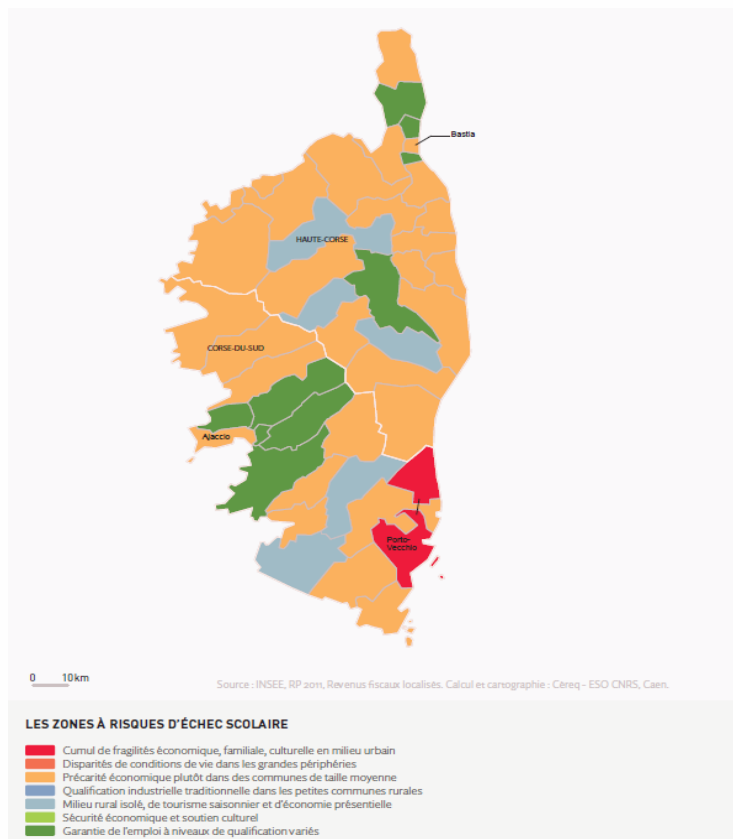 Bastia
HAUTE-CORSE
CORSE-DU-SUD
Ajaccio
Porto-
Vecchio
0 10 km
Source : INSEE, RP 2011, Revenus fiscaux localisés. Calcul et cartographie : Céreq – ESO CNRS, Caen.
LES ZONES À RISQUES D'ÉCHEC SCOLAIRE
Cumul de fragilités économique, familiale, culturelle en milieu urbain
Disparités de conditions de vie dans les grandes périphéries
Précarité économique plutôt dans des communes de taille moyenne
Qualification industrielle traditionnelle dans les petites communes rurales
Milieu rural isolé, de tourisme saisonnier et d'économie présentielle
Sécurité économique et soutien culturel
Garantie de l'emploi à niveaux de qualification variés